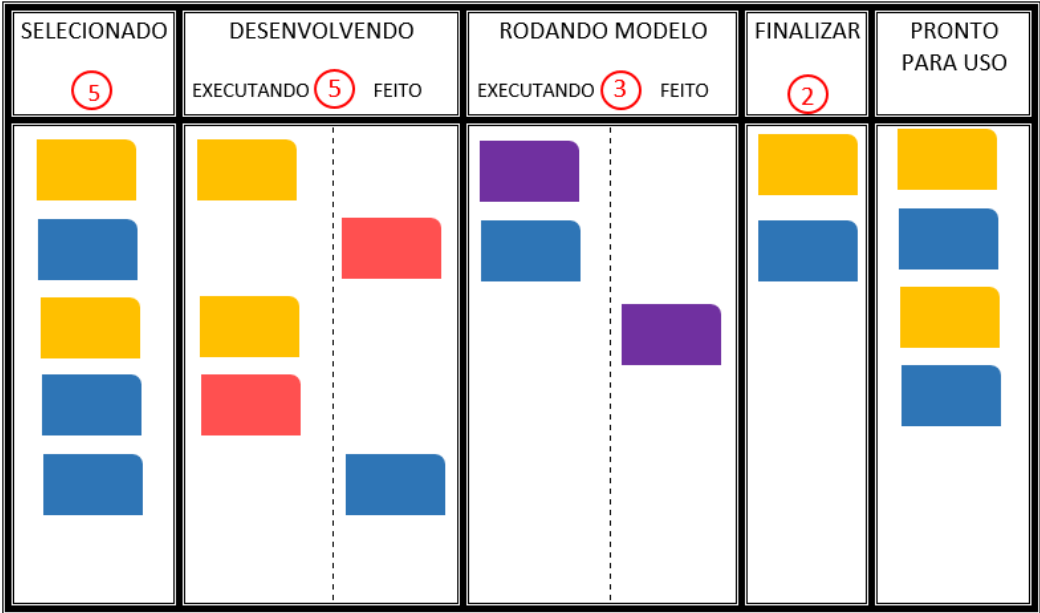 SELECIONADO
5
DESENVOLVENDO
EXECUTANDO 5 FEITO
RODANDO MODELO
EXECUTANDO 3 FEITO
FINALIZAR
2
PRONTO
PARA USO